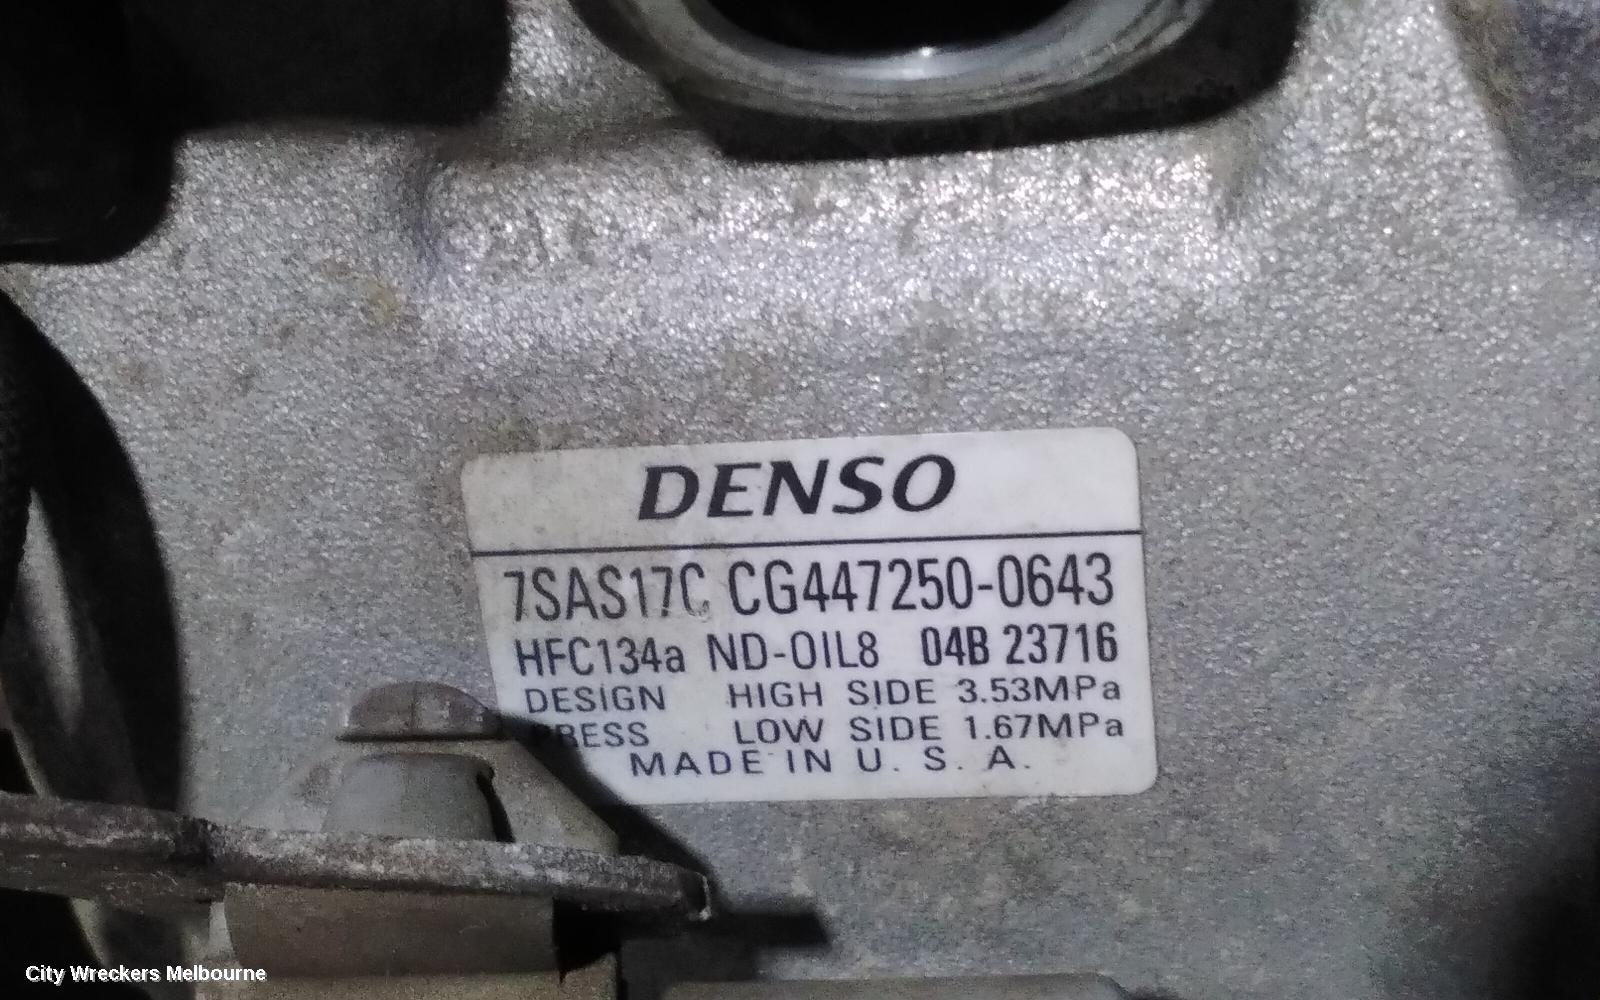 DENSO
7SAS17C CG447250-0643
HFC134a ND-OIL8 04B 23716
DESIGN HIGH SIDE 3.53MPa
PRESS LOW SIDE 1.67MPa
MADE IN U. S. A.
City Wreckers Melbourne